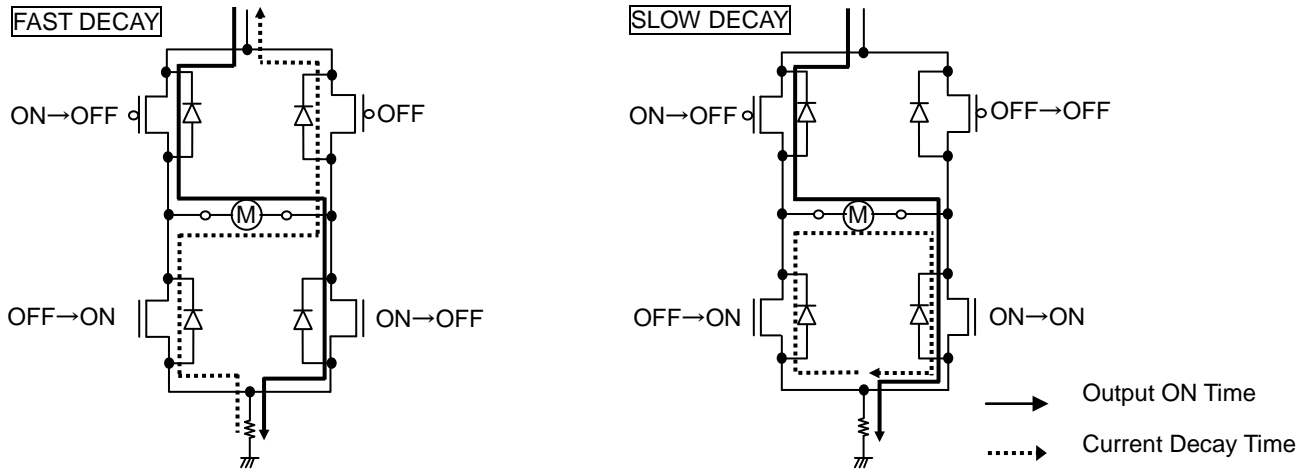 FAST DECAY
ON→OFF
OFF
M
OFF→ON
ON→OFF
SLOW DECAY
ON→OFF
OFF→OFF
M
OFF→ON
ON→ON
Output ON Time
Current Decay Time